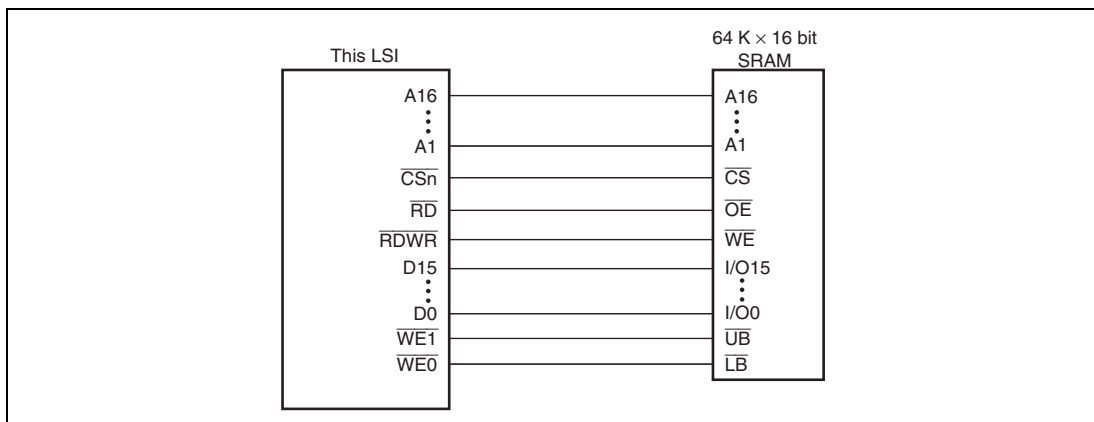 64 K × 16 bit
This LSI SRAM
A16 A16
A1 A1
CSn CS
RD OE
RDWR WE
D15 I/O15
D0 I/O0
WE1 UB
WE0 LB